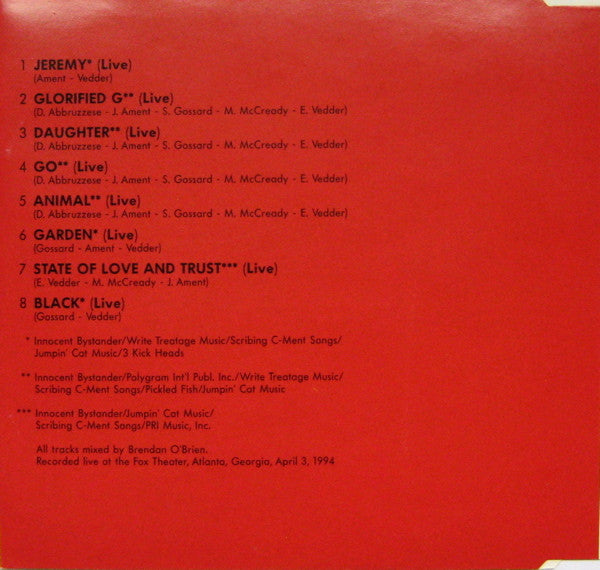 1 JEREMY* (Live)
(Ament - Vedder)
2 GLORIFIED G** (Live)
(D. Abbruzzese - J. Ament - S. Gossard - M. McCready - E. Vedder)
3 DAUGHTER** (Live)
(D. Abbruzzese - J. Ament - S. Gossard - M. McCready - E. Vedder)
4 GO** (Live)
(D. Abbruzzese - J. Ament - S. Gossard - M. McCready - E. Vedder)
5 ANIMAL** (Live)
(D. Abbruzzese - J. Ament - S. Gossard - M. McCready - E. Vedder)
6 GARDEN* (Live)
(Gossard - Ament - Vedder)
7 STATE OF LOVE AND TRUST*** (Live)
(E. Vedder - M. McCready - J. Ament)
8 BLACK* (Live)
(Gossard - Vedder)
* Innocent Bystander/Write Treatage Music/Scribing C-Ment Songs/
Jumpin' Cat Music/3 Kick Heads
** Innocent Bystander/Polygram Int'l Publ. Inc./Write Treatage Music/
Scribing C-Ment Songs/Pickled Fish/Jumpin' Cat Music
*** Innocent Bystander/Jumpin' Cat Music/
Scribing C-Ment Songs/PRI Music, Inc.
All tracks mixed by Brendan O'Brien.
Recorded live at the Fox Theater, Atlanta, Georgia, April 3, 1994